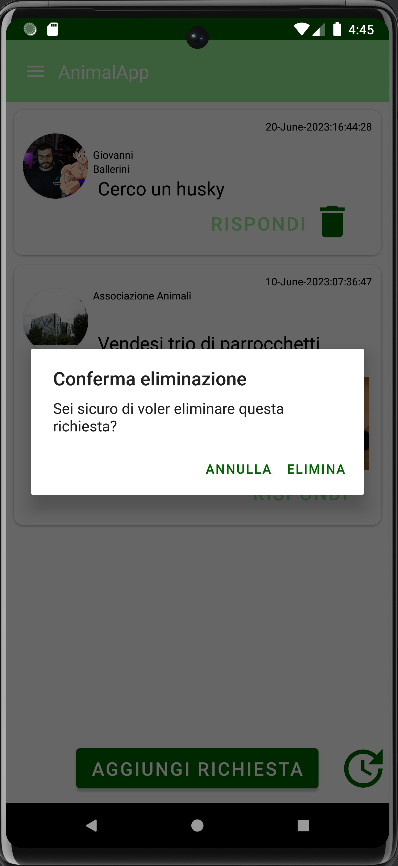 4:45
AnimalApp
20-June-2023:16:44:28
Giovanni
Ballerini
Cerco un husky
RISPONDI
10-June-2023:07:36:47
Associazione Animali
Vendesi trio di parrocchetti
Conferma eliminazione
Sei sicuro di voler eliminare questa
richiesta?
ANNULLA ELIMINA
RISPONDI
AGGIUNGI RICHIESTA